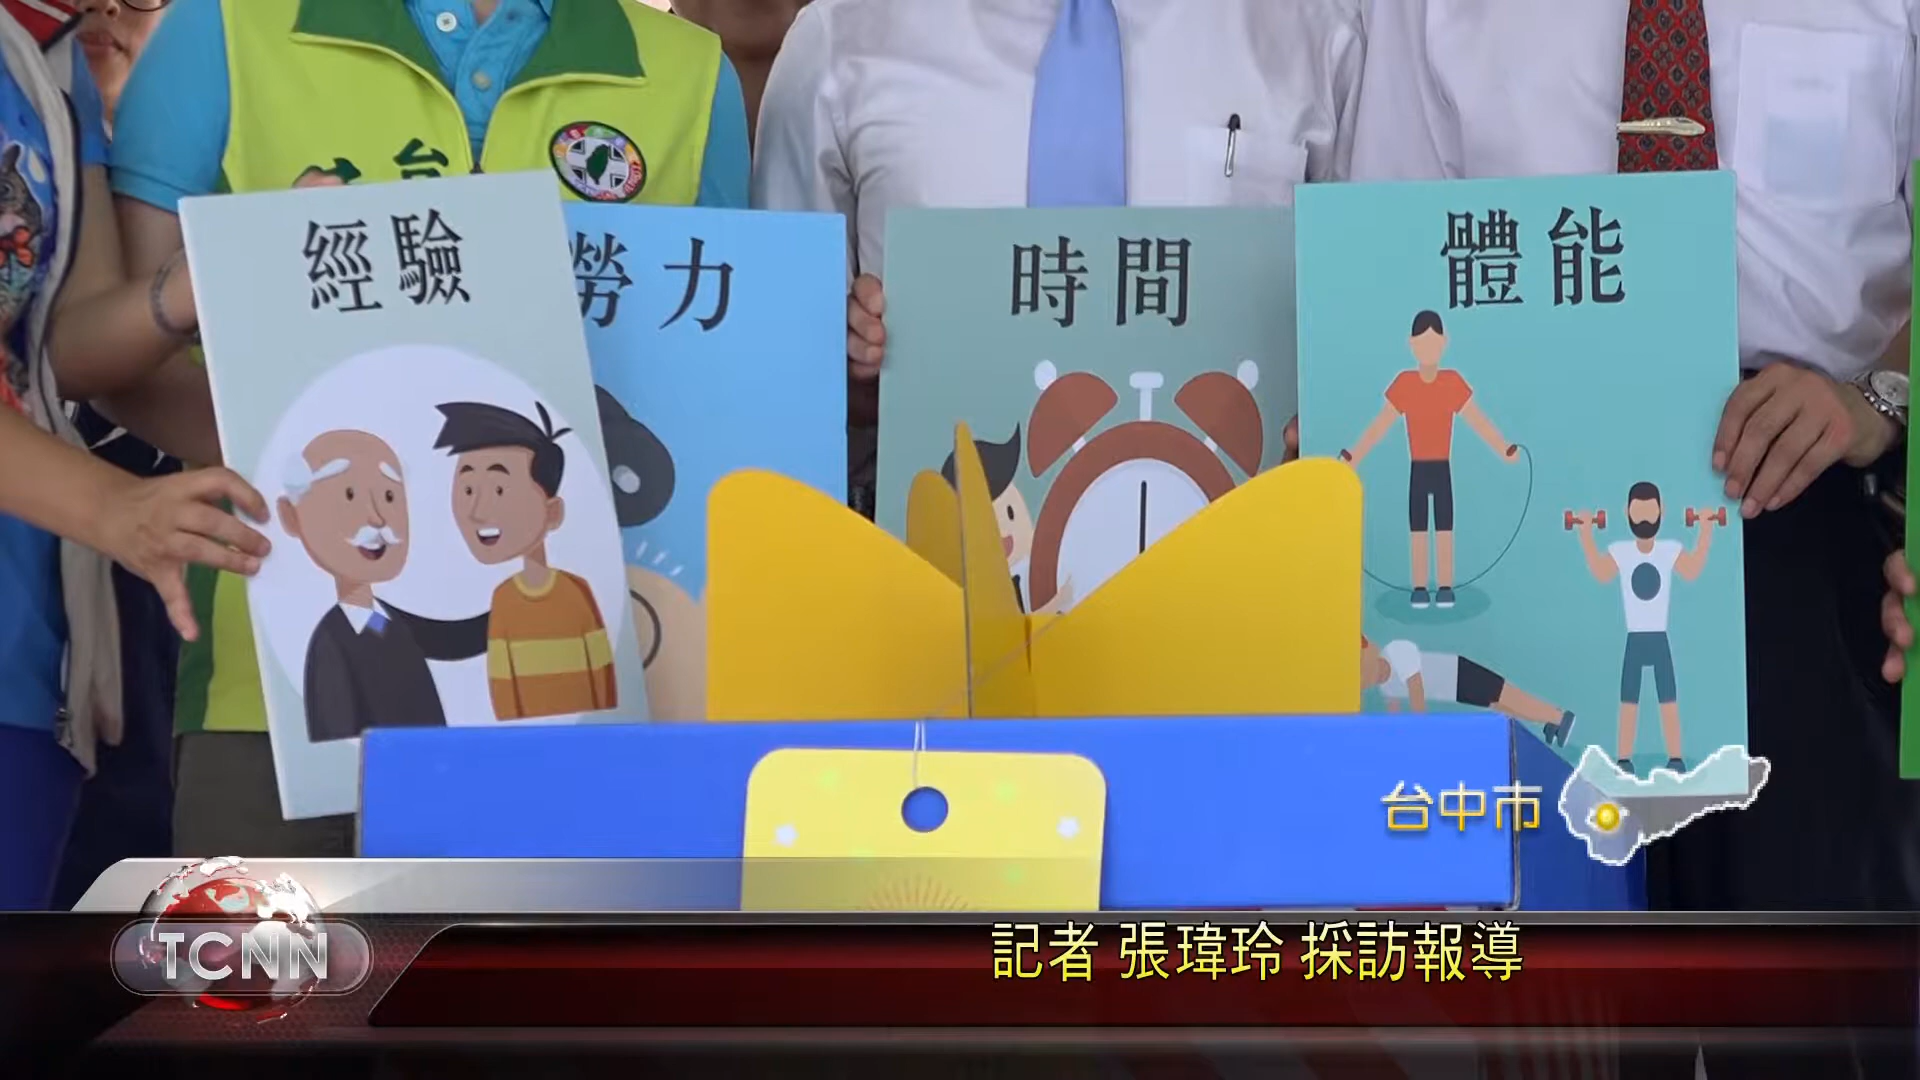 台
經驗
勞力
時間
體能
台中市
TCNN
記者 張瑋玲 採訪報導